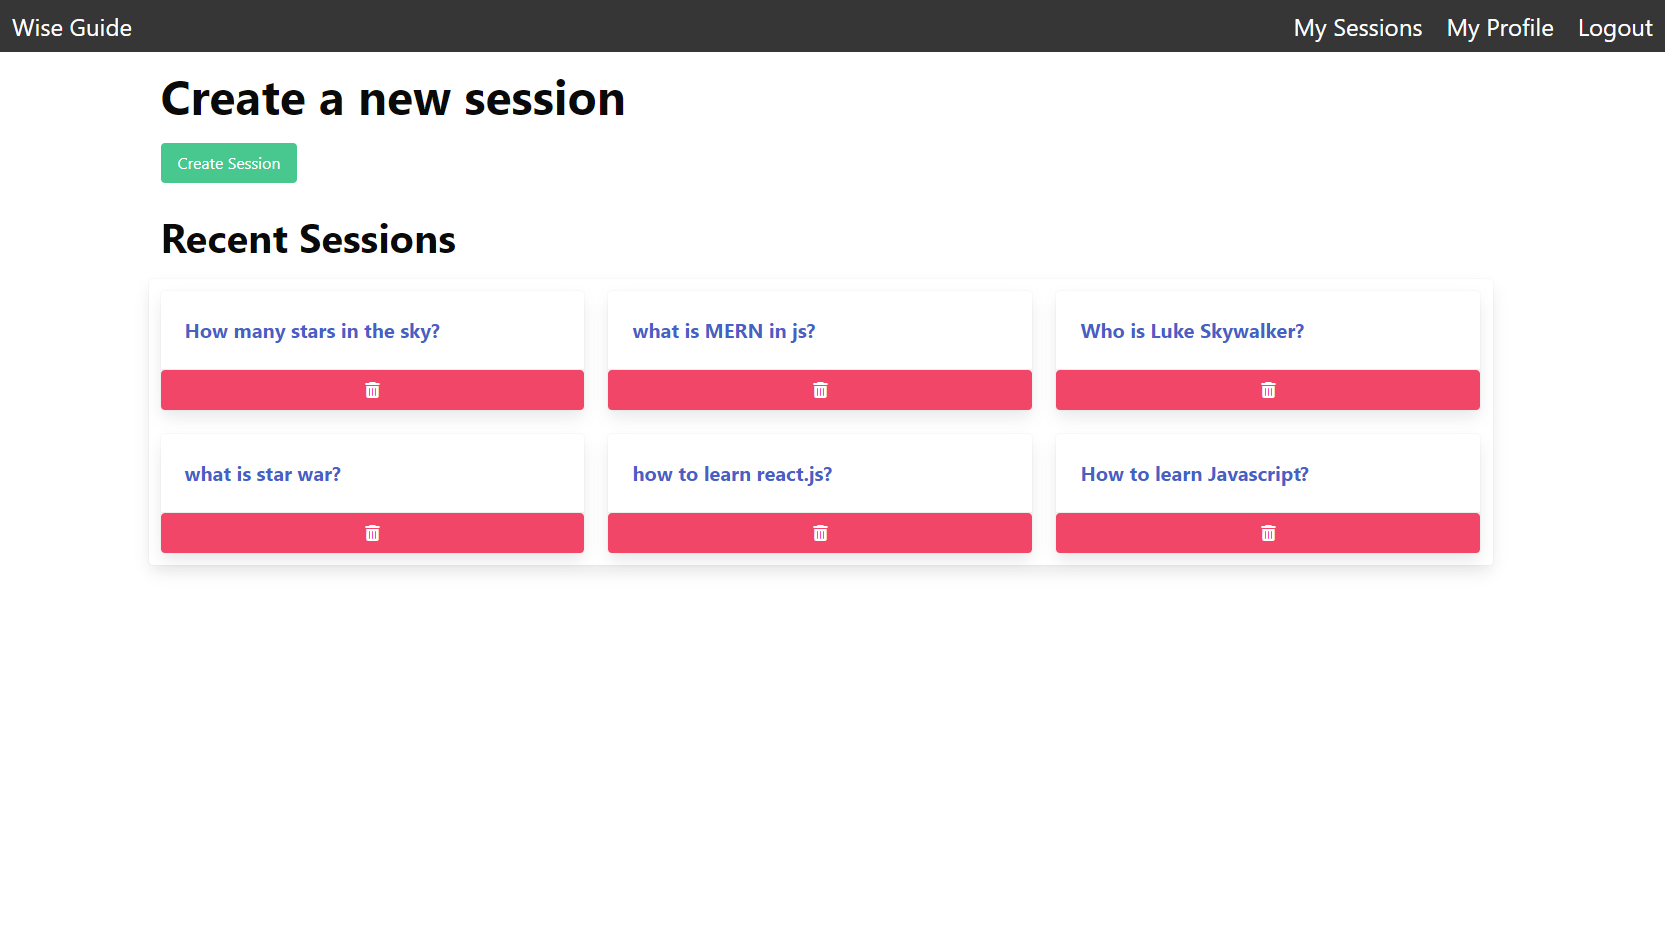 Wise Guide My Sessions My Profile Logout
Create a new session
Create Session
Recent Sessions
How many stars in the sky? what is MERN in js? Who is Luke Skywalker?
what is star war? how to learn react.js? How to learn Javascript?